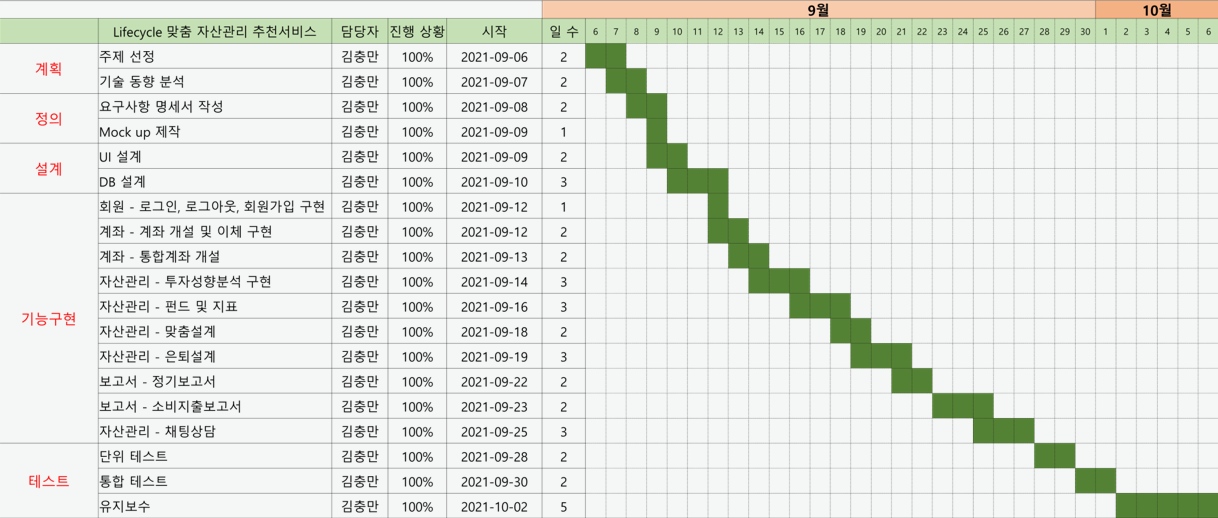 9월 10월
Lifecycle 맞춤 자산관리 추천서비스 담당자 진행 상황 시작 일 수 6 7 8 9 10 11 12 13 14 15 16 17 18 19 20 21 22 23 24 25 26 27 28 29 30 1 2 3 4 5 6
계획
주제 선정 김충만 100% 2021-09-06 2
기술 동향 분석 김충만 100% 2021-09-07 2
정의
요구사항 명세서 작성 김충만 100% 2021-09-08 2
Mock up 제작 김충만 100% 2021-09-09 1
설계
UI 설계 김충만 100% 2021-09-09 2
DB 설계 김충만 100% 2021-09-10 3
기능구현
회원 - 로그인, 로그아웃, 회원가입 구현 김충만 100% 2021-09-12 1
계좌 - 계좌 개설 및 이체 구현 김충만 100% 2021-09-12 2
계좌 - 통합계좌 개설 김충만 100% 2021-09-13 2
자산관리 - 투자성향분석 구현 김충만 100% 2021-09-14 3
자산관리 - 펀드 및 지표 김충만 100% 2021-09-16 3
자산관리 - 맞춤설계 김충만 100% 2021-09-18 2
자산관리 - 은퇴설계 김충만 100% 2021-09-19 3
보고서 - 정기보고서 김충만 100% 2021-09-22 2
보고서 - 소비지출보고서 김충만 100% 2021-09-23 2
자산관리 - 채팅상담 김충만 100% 2021-09-25 3
테스트
단위 테스트 김충만 100% 2021-09-28 2
통합 테스트 김충만 100% 2021-09-30 2
유지보수 김충만 100% 2021-10-02 5